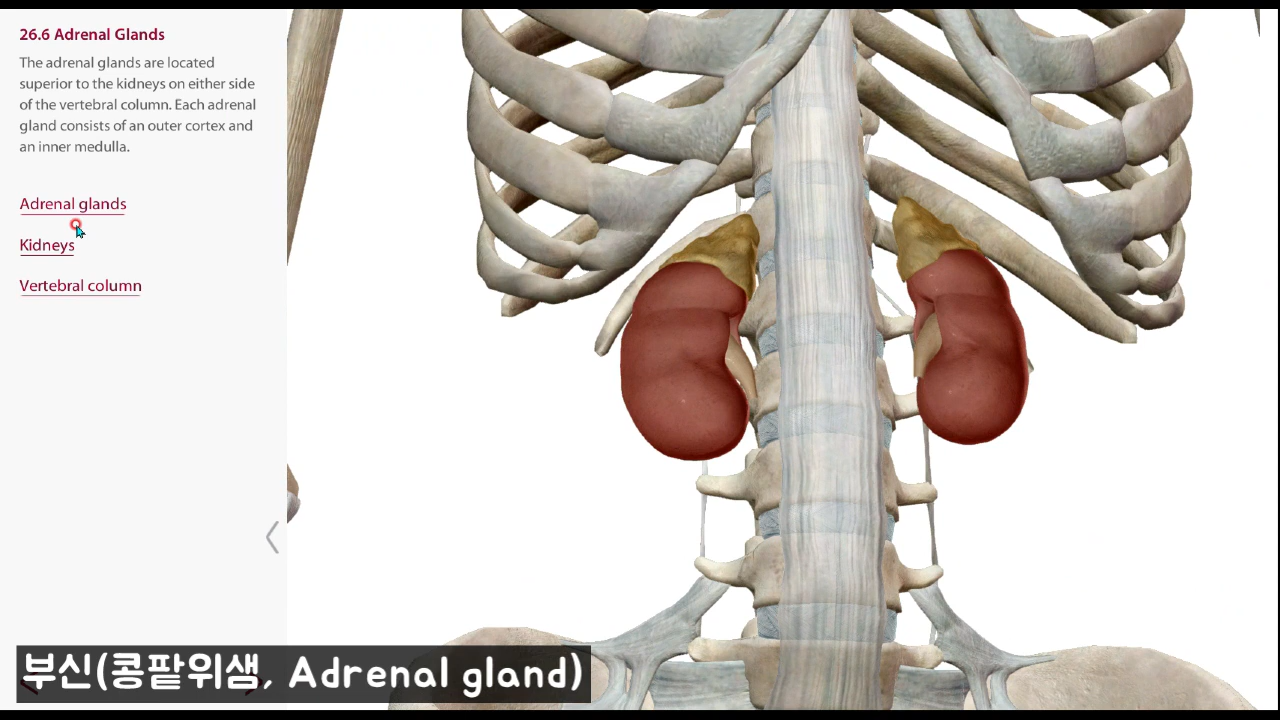 26.6 Adrenal Glands
The adrenal glands are located
superior to the kidneys on either side
of the vertebral column. Each adrenal
gland consists of an outer cortex and
an inner medulla.
Adrenal glands
Kidneys
Vertebral column
부신(콩팥위샘, Adrenal gland)